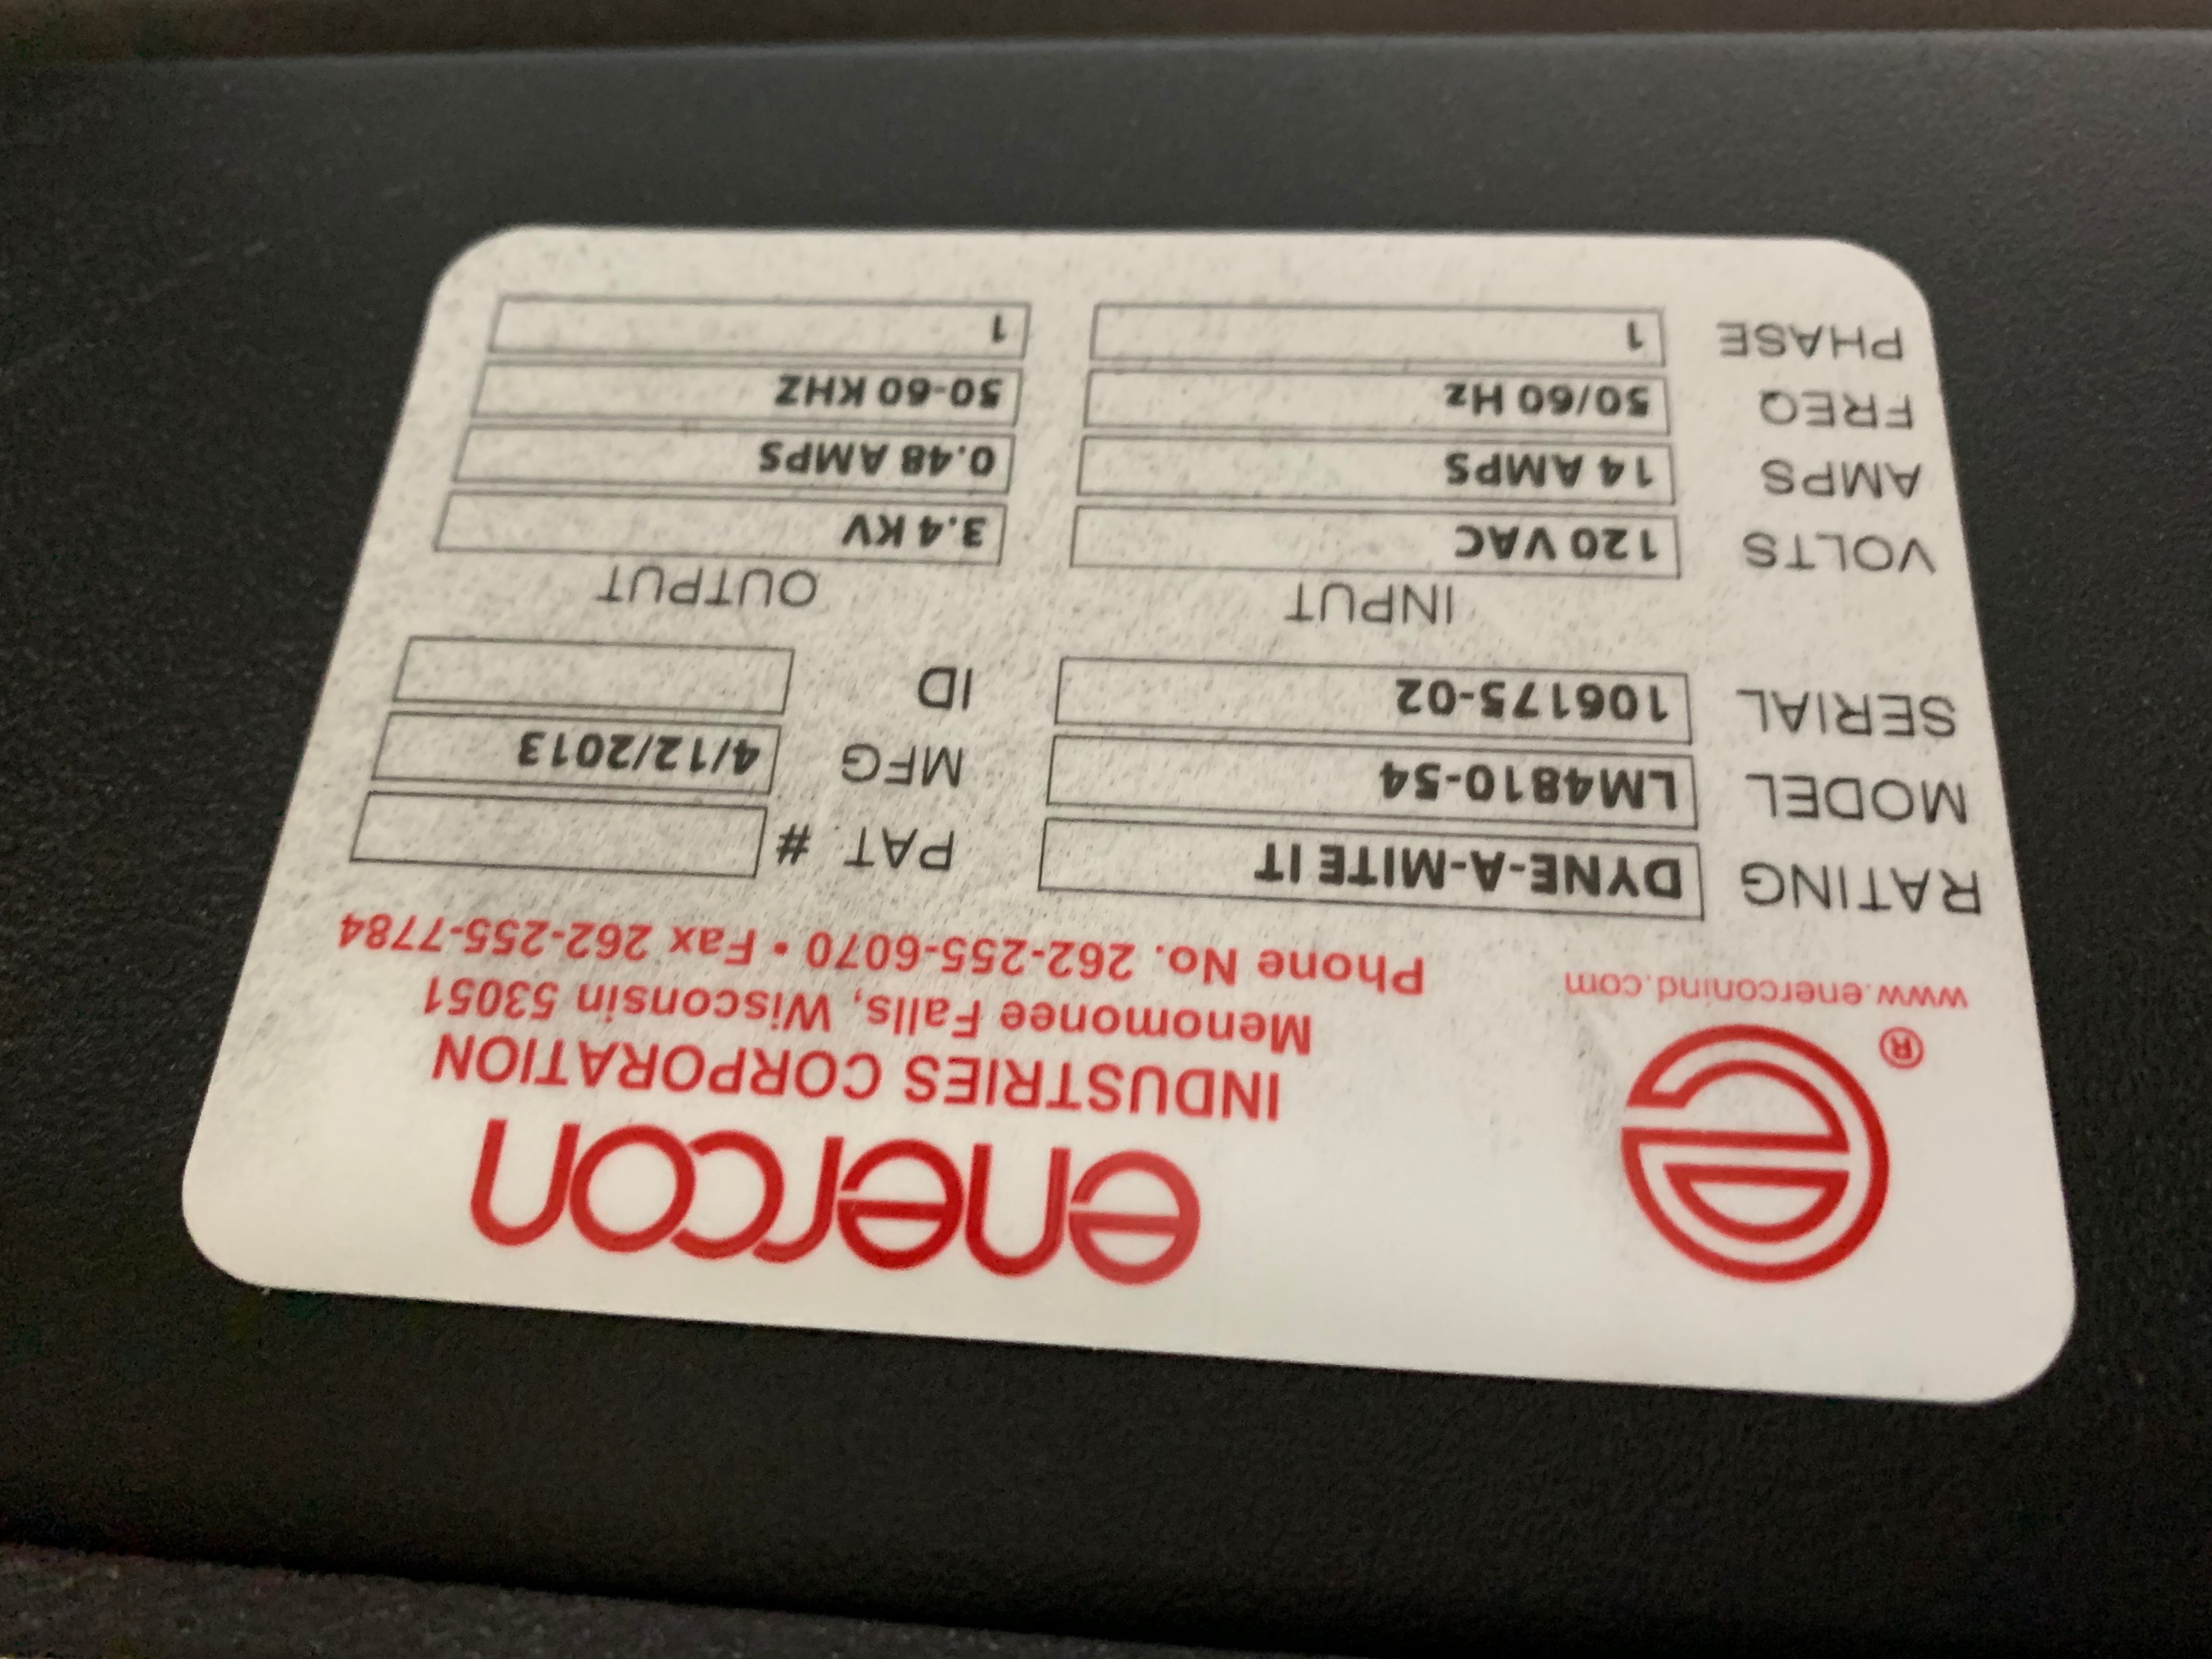 enercon
INDUSTRIES CORPORATION
Menomonee Falls, Wisconsin 53051
Phone No. 262-255-6070 • Fax 262-255-7784
®
www.enerconind.com
RATING DYNE-A-MITE IT PAT #
MODEL LM4810-54 MFG 4/12/2013
SERIAL 106175-02 ID
INPUT OUTPUT
VOLTS 120 VAC 3.4 KV
AMPS 14 AMPS 0.48 AMPS
FREQ 50/60 Hz 50-60 KHZ
PHASE 1 1